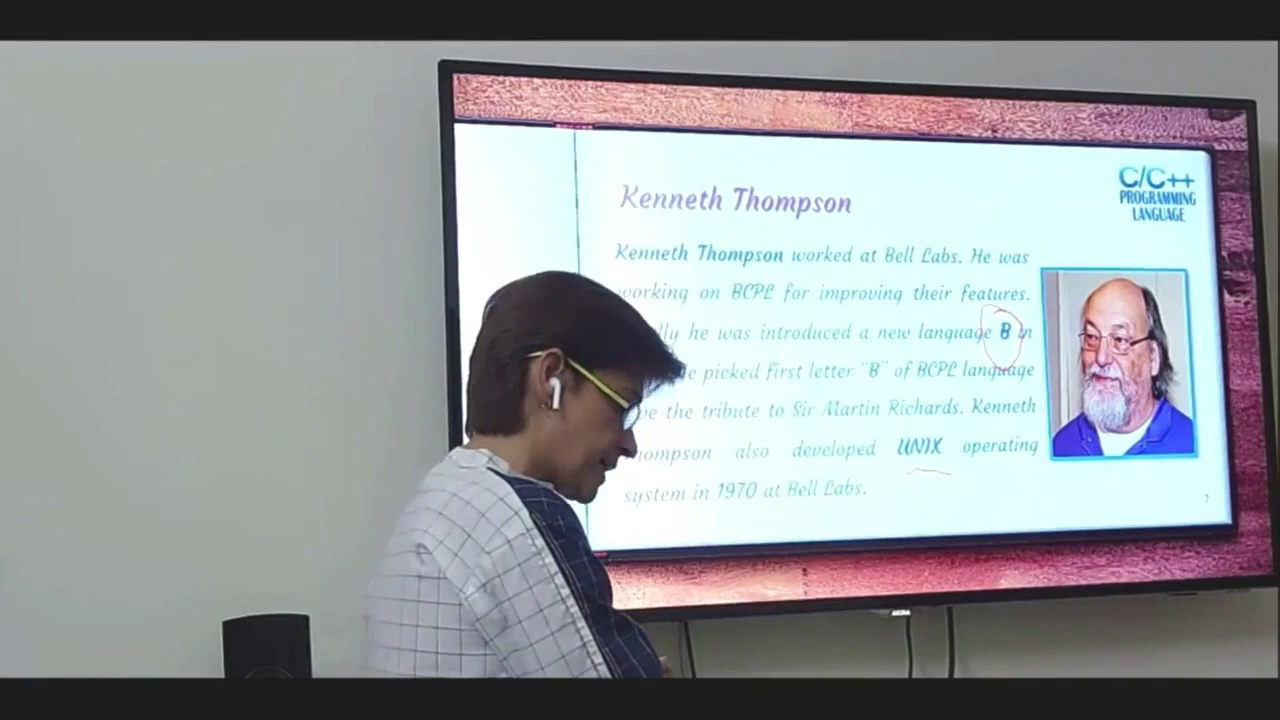 C/C++
PROGRAMMING
LANGUAGE
Kenneth Thompson
Kenneth Thompson worked at Bell Labs. He was
working on BCPL for improving their features.
he was introduced a new language B in
picked first letter "B" of BCPL language
the tribute to Sir Martin Richards. Kenneth
Thompson also developed UNIX operating
system in 1970 at Bell Labs.
7